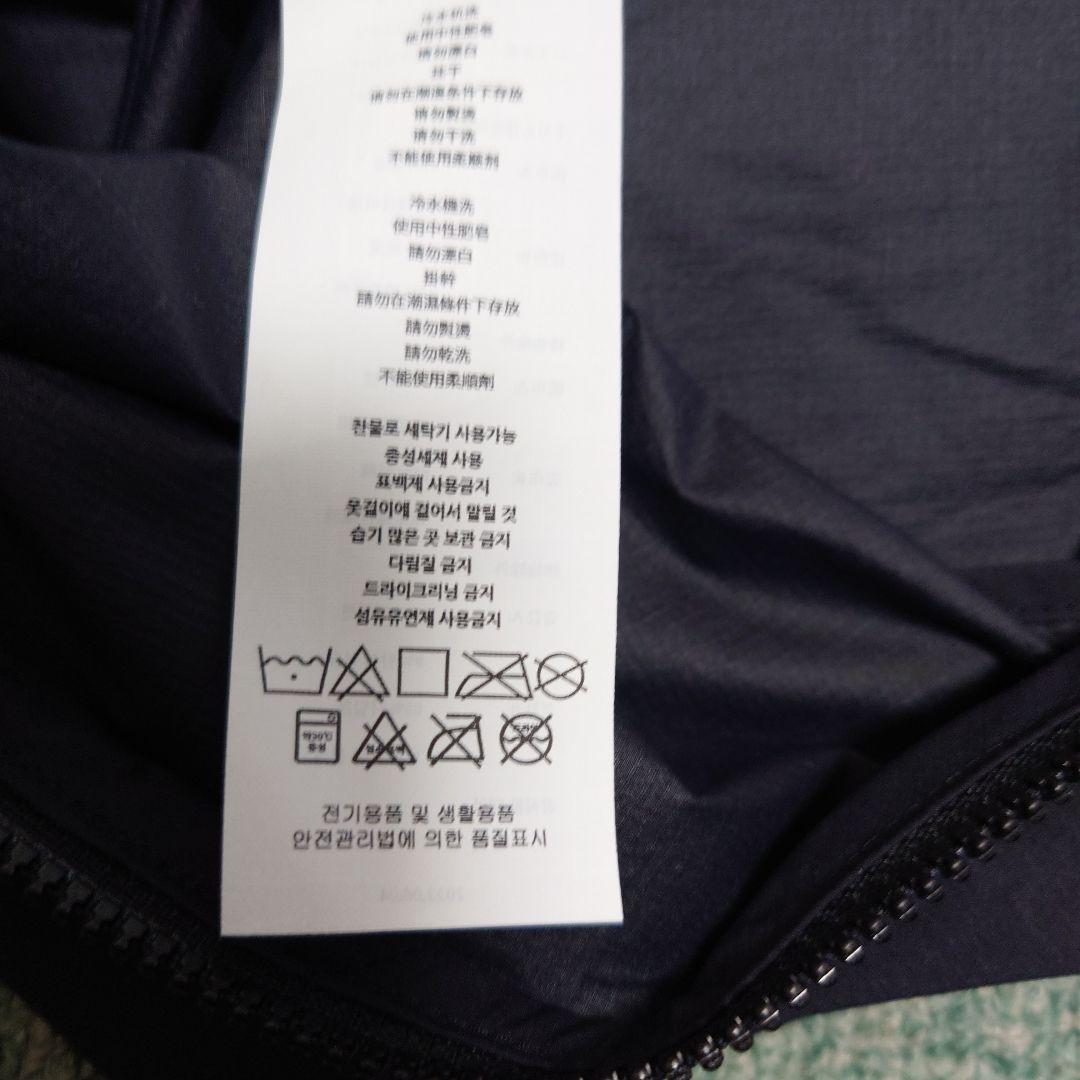 冷水机洗
使用中性肥皂
请勿漂白
挂干
请勿在潮湿条件下存放
请勿熨烫
请勿干洗
不能使用柔顺剂
冷水機洗
使用中性肥皂
請勿漂白
掛幹
請勿在潮濕條件下存放
請勿熨燙
請勿乾洗
不能使用柔順劑
찬물로 세탁기 사용가능
중성세제 사용
표백제 사용금지
옷걸이에 걸어서 말릴 것
습기 많은 곳 보관 금지
다림질 금지
드라이크리닝 금지
섬유유연제 사용금지
전기용품 및 생활용품
안전관리법에 의한 품질표시